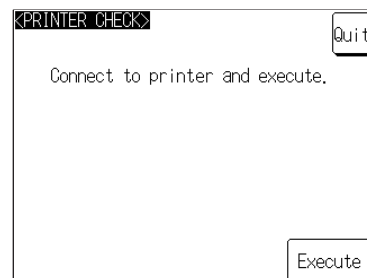 <PRINTER CHECK>
Quit
Connect to printer and execute.
Execute